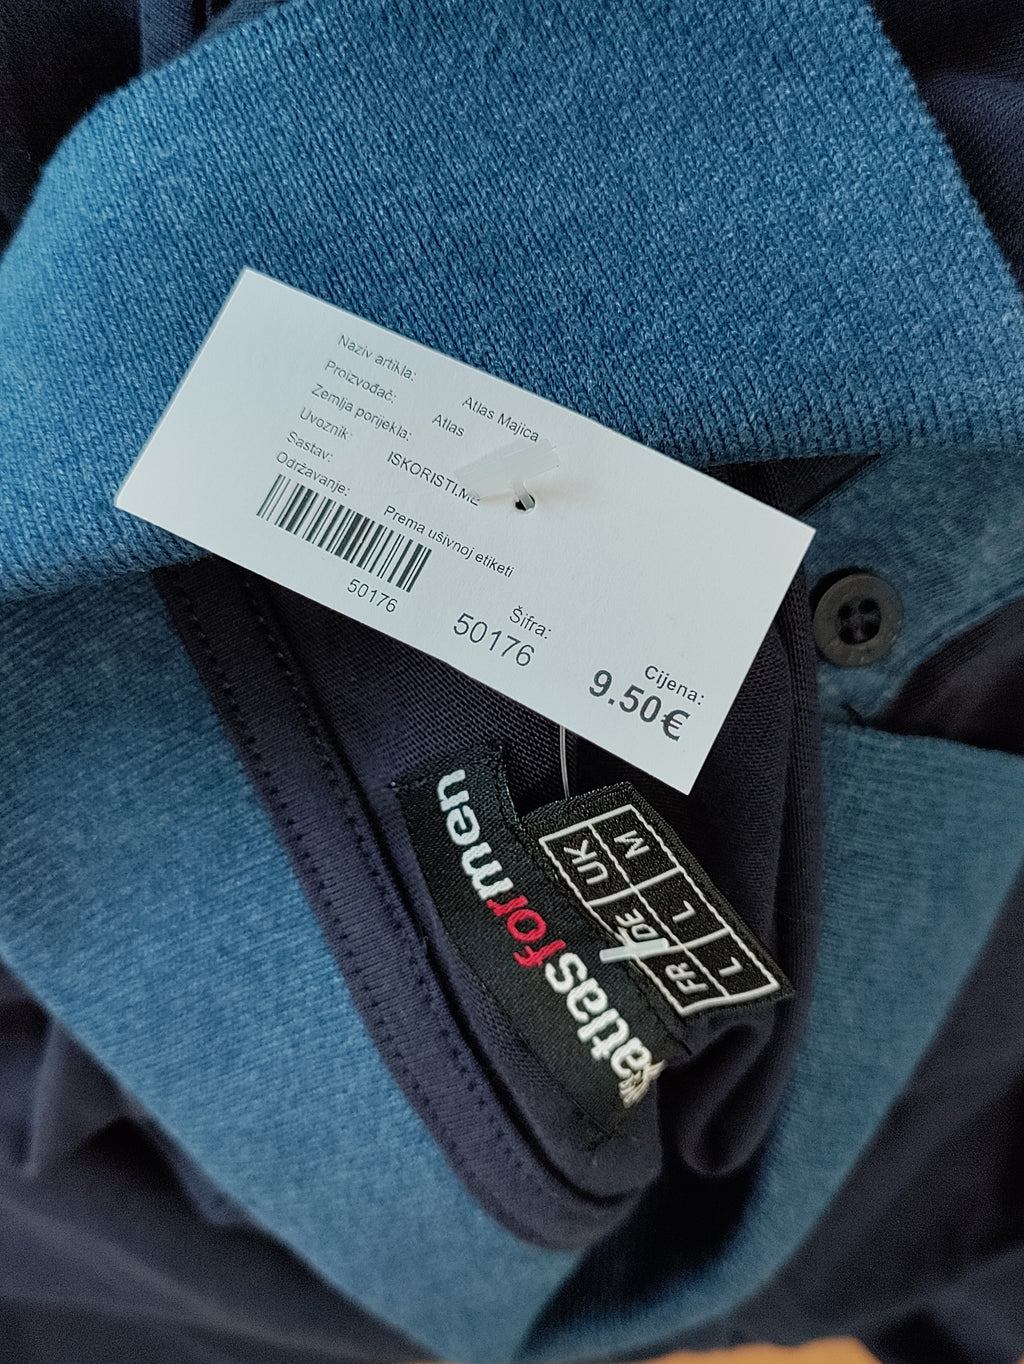 Naziv artikla: Atlas Majica
Proizvođač: Atlas
Zemlja porijekla:
Uvoznik: ISKORISTI.ME
Sastav:
Održavanje: Prema ušivnoj etiketi
50176
Šifra:
50176
Cijena:
9.50€
atlasformen
FR DE UK
L L M